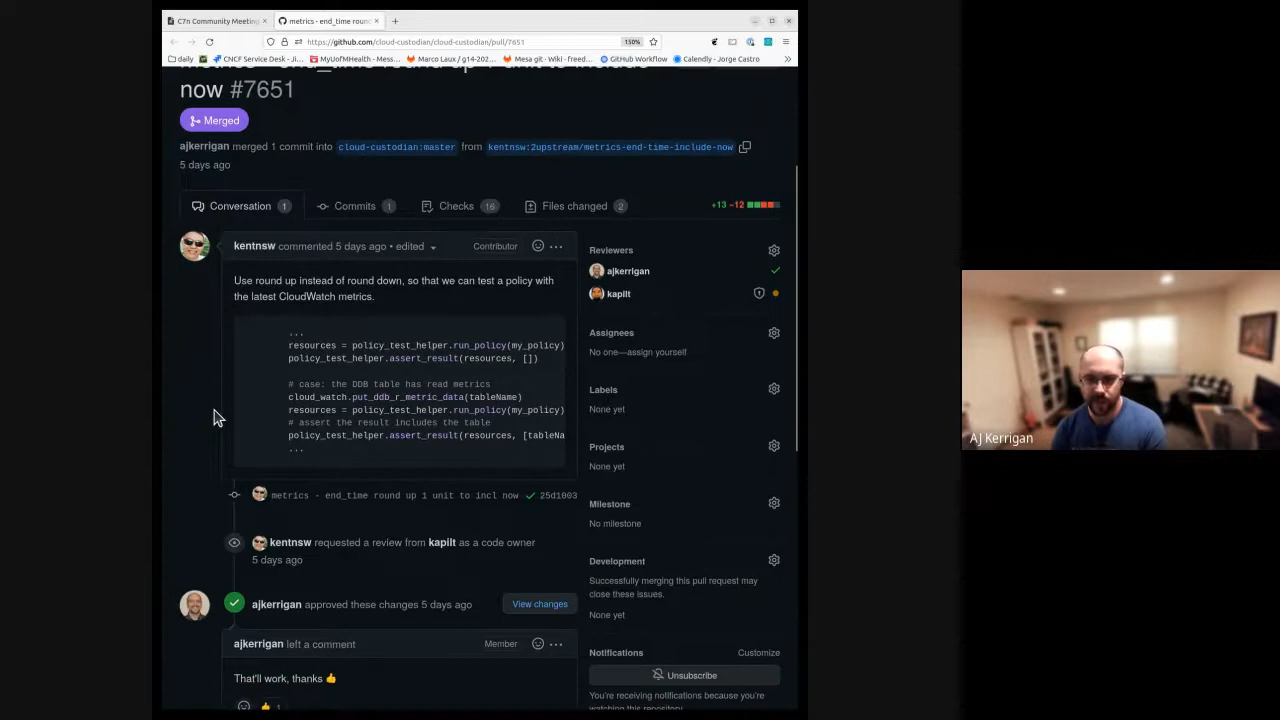 C7n Community Meeting
metrics - end_time roun
https://github.com/cloud-custodian/cloud-custodian/pull/7651
150%
daily
CNCF Service Desk - Ji...
MyUofMHealth - Mess...
Marco Laux / g14-202...
Mesa git · Wiki · freed...
GitHub Workflow
Calendly - Jorge Castro
now #7651
Merged
ajkerrigan merged 1 commit into cloud-custodian:master from kentnsw:2upstream/metrics-end-time-include-now
5 days ago
Conversation 1
Commits 1
Checks 16
Files changed 2
+13 −12
kentnsw commented 5 days ago • edited
Contributor
Use round up instead of round down, so that we can test a policy with
the latest CloudWatch metrics.
...
resources = policy_test_helper.run_policy(my_policy)
policy_test_helper.assert_result(resources, [])
# case: the DDB table has read metrics
cloud_watch.put_ddb_r_metric_data(tableName)
resources = policy_test_helper.run_policy(my_policy)
# assert the result includes the table
policy_test_helper.assert_result(resources, [tableNa
...
metrics - end_time round up 1 unit to incl now
25d1003
kentnsw requested a review from kapilt as a code owner
5 days ago
ajkerrigan approved these changes 5 days ago
View changes
ajkerrigan left a comment
Member
That'll work, thanks 👍
👍 1
Reviewers
ajkerrigan
kapilt
Assignees
No one—assign yourself
Labels
None yet
Projects
None yet
Milestone
No milestone
Development
Successfully merging this pull request may
close these issues.
None yet
Notifications
Customize
Unsubscribe
You're receiving notifications because you're
watching this repository.
AJ Kerrigan